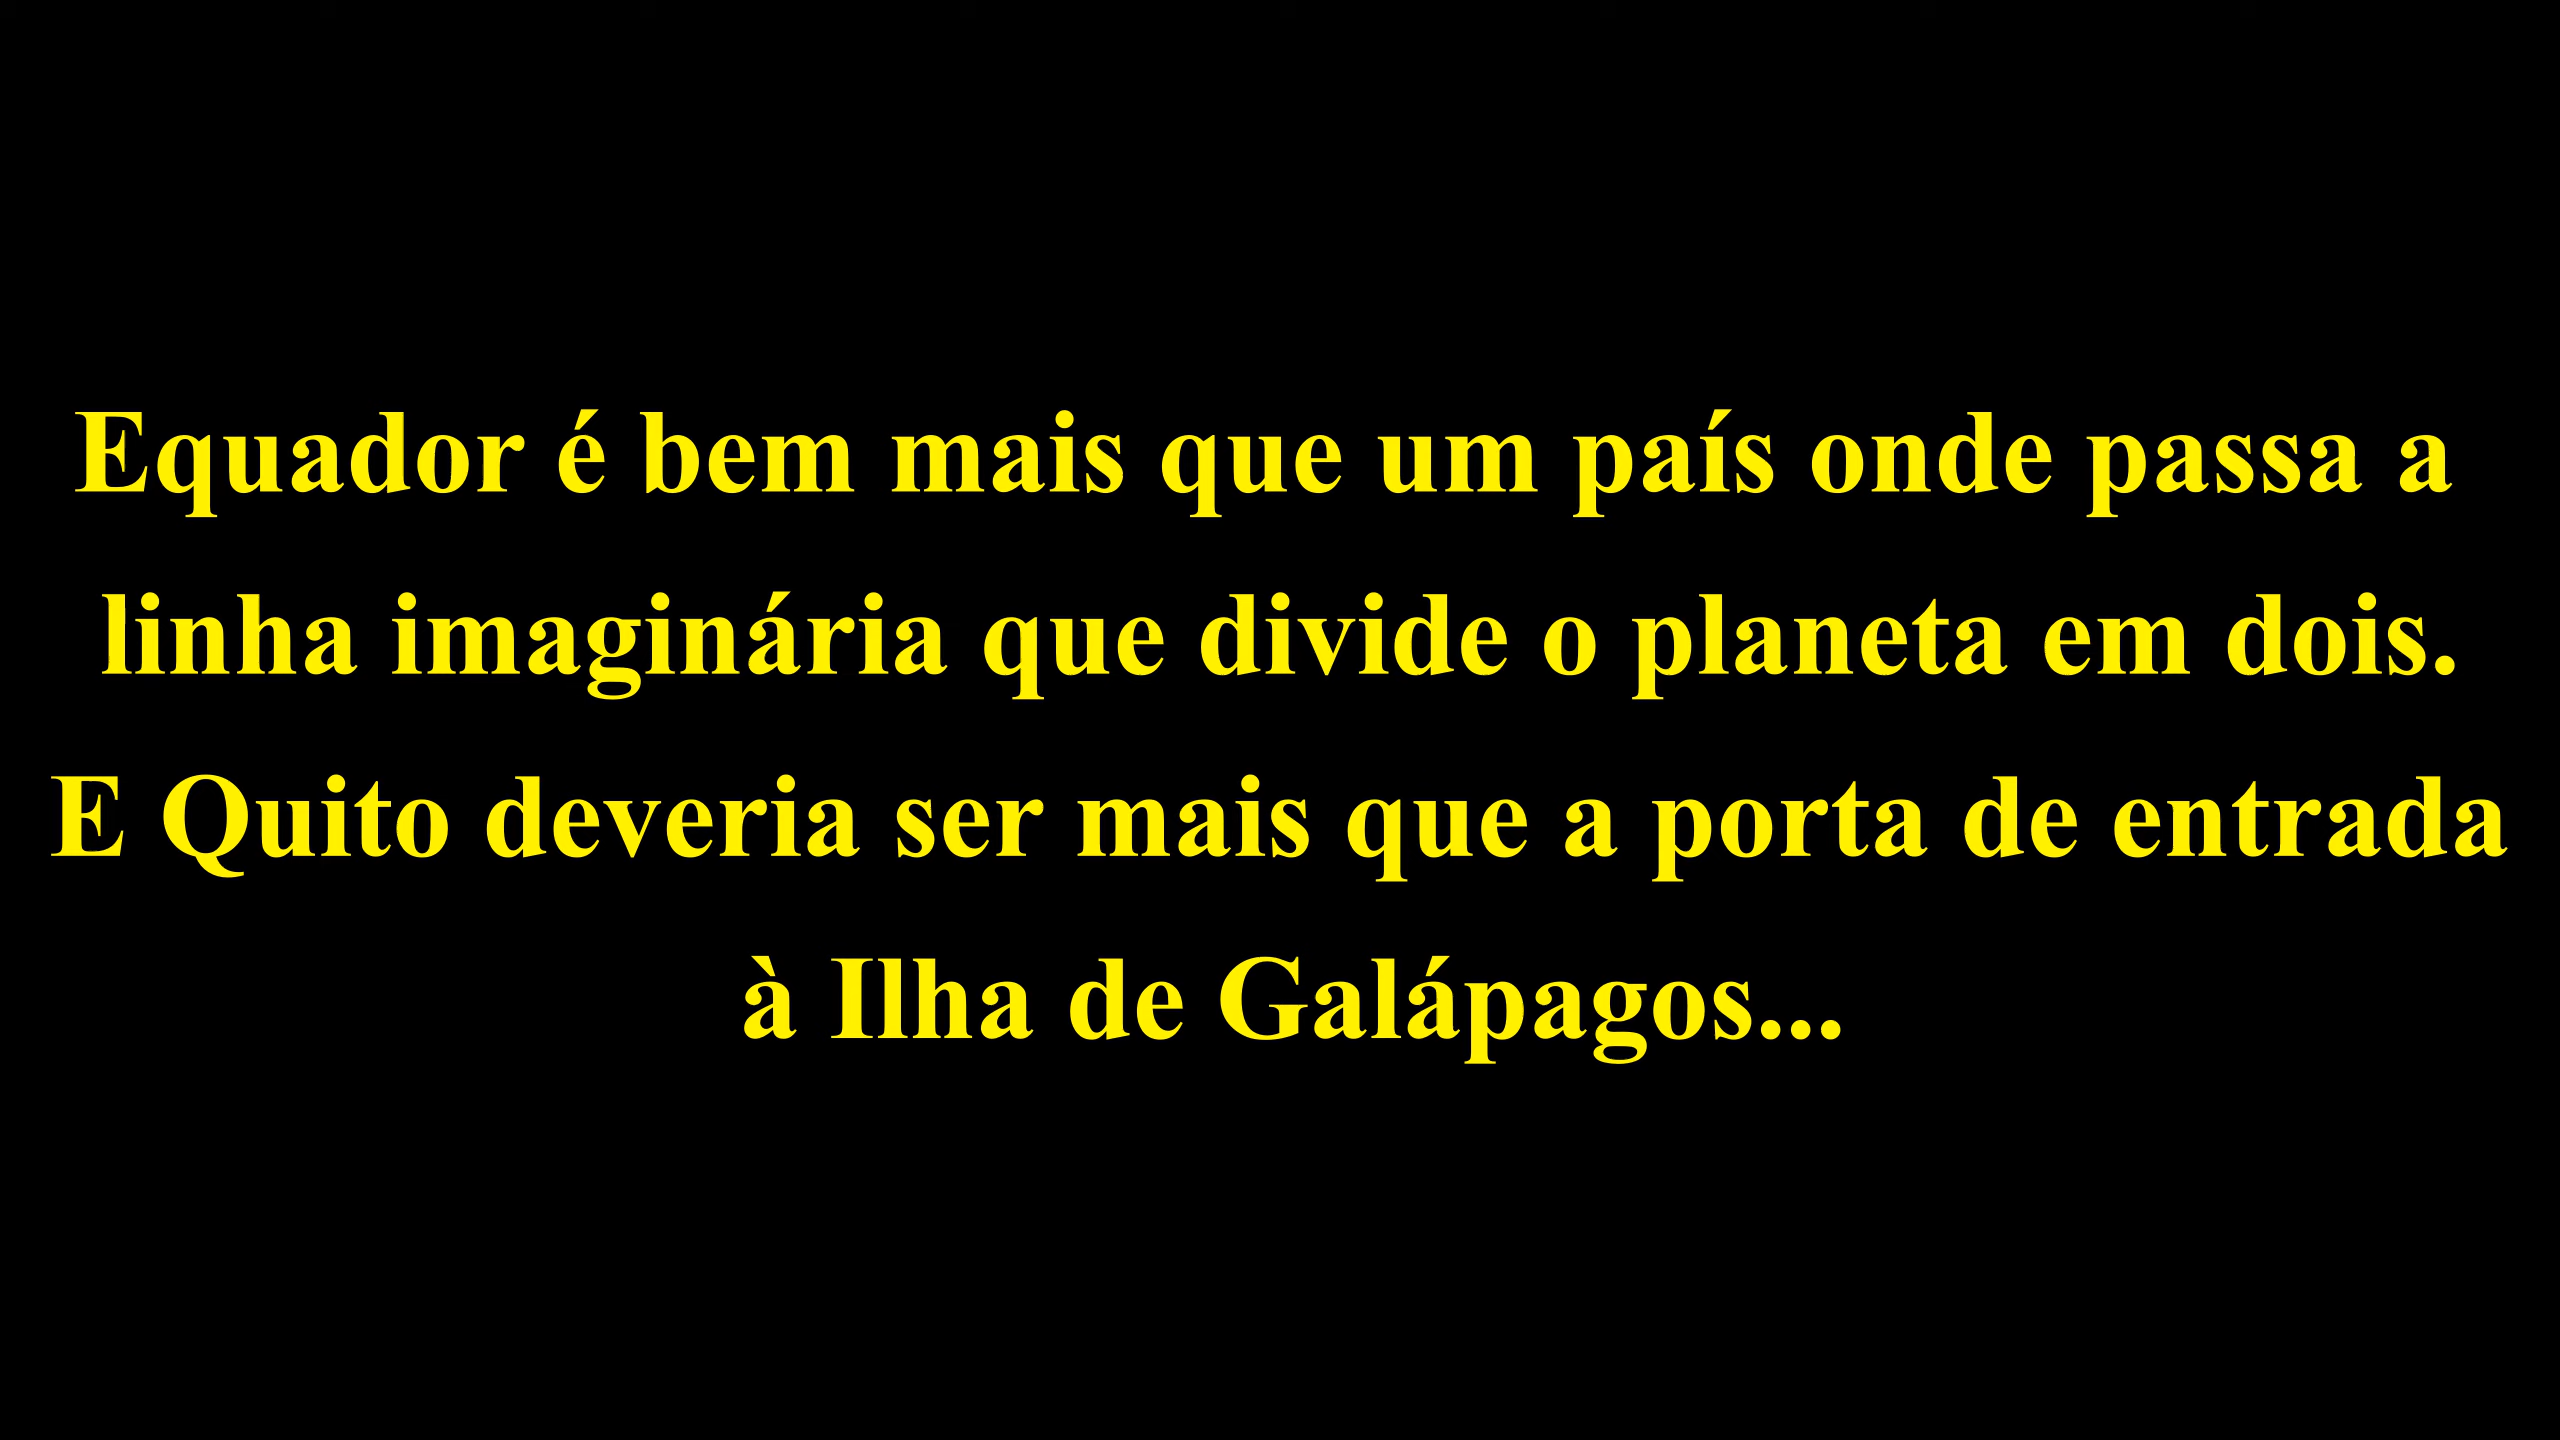 Equador é bem mais que um país onde passa a
linha imaginária que divide o planeta em dois.
E Quito deveria ser mais que a porta de entrada
à Ilha de Galápagos...